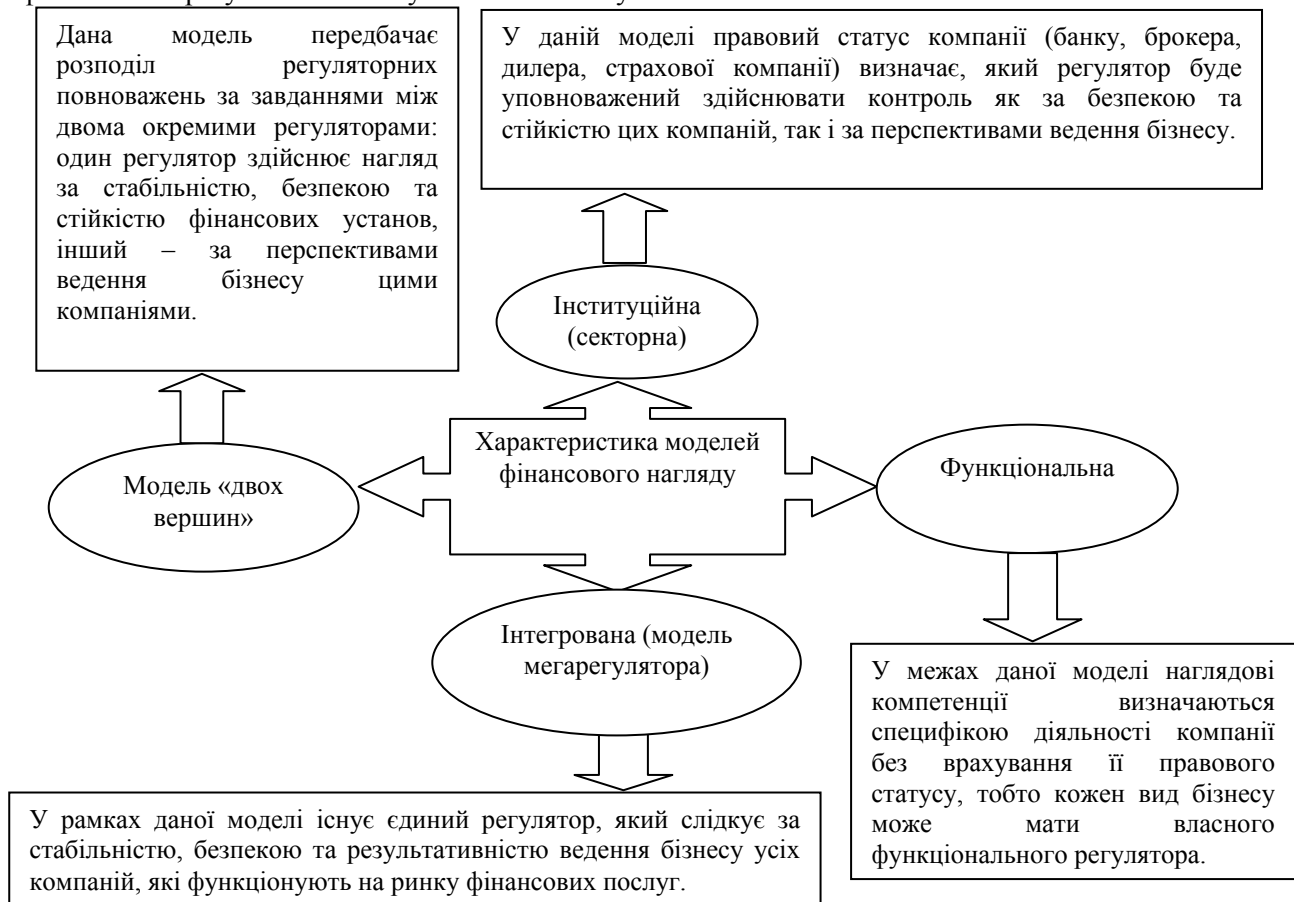 Дана модель передбачає
розподіл регуляторних
повноважень за завданнями між
двома окремими регуляторами:
один регулятор здійснює нагляд
за стабільністю, безпекою та
стійкістю фінансових установ,
інший – за перспективами
ведення бізнесу цими
компаніями.
У даній моделі правовий статус компанії (банку, брокера,
дилера, страхової компанії) визначає, який регулятор буде
уповноважений здійснювати контроль як за безпекою та
стійкістю цих компаній, так і за перспективами ведення бізнесу.
Інституційна
(секторна)
Характеристика моделей
фінансового нагляду
Модель «двох
вершин»
Функціональна
Інтегрована (модель
мегарегулятора)
У межах даної моделі наглядові
компетенції визначаються
специфікою діяльності компанії
без врахування її правового
статусу, тобто кожен вид бізнесу
може мати власного
функціонального регулятора.
У рамках даної моделі існує єдиний регулятор, який слідкує за
стабільністю, безпекою та результативністю ведення бізнесу усіх
компаній, які функціонують на ринку фінансових послуг.